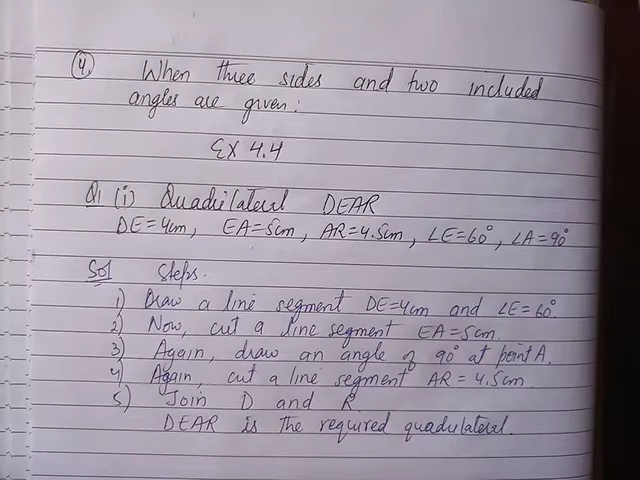 (4) When three sides and two included
angles are given:
Ex 4.4
Q1 (i) Quadrilateral DEAR
DE=4cm, EA=5cm, AR=4.5cm, ∠E=60°, ∠A=90°
Sol Steps.
1) Draw a line segment DE=4cm and ∠E=60°
2) Now, cut a line segment EA=5cm.
3) Again, draw an angle of 90° at point A.
4) Again, cut a line segment AR = 4.5cm
5) Join D and R.
DEAR is the required quadrilateral.